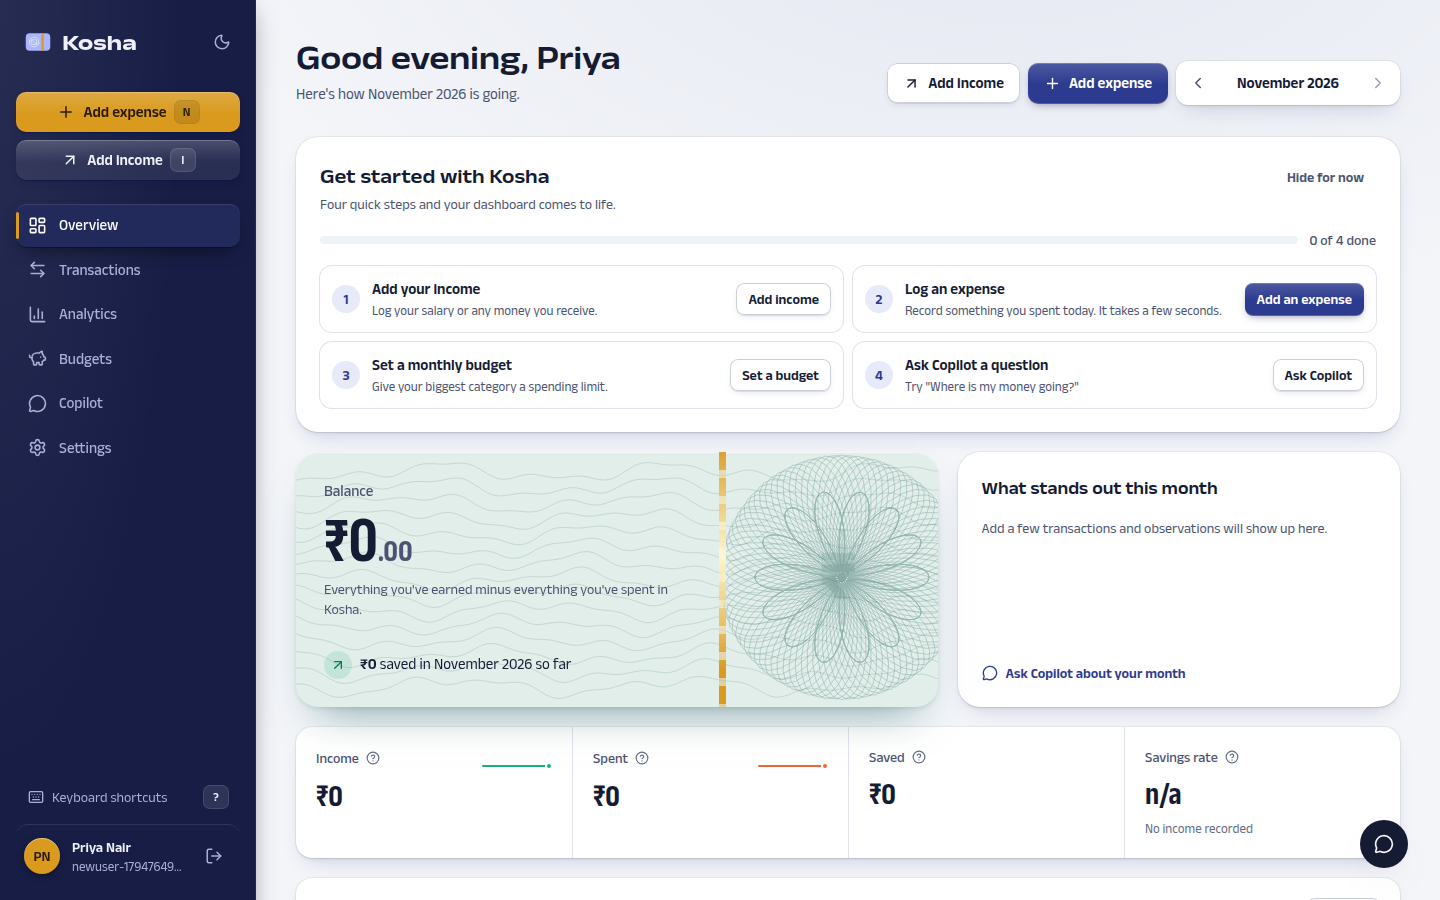 Kosha
Add expense N
Add income I
Overview
Transactions
Analytics
Budgets
Copilot
Settings
Keyboard shortcuts ?
PN
Priya Nair
newuser-17947649...
Good evening, Priya
Here's how November 2026 is going.
Add income
Add expense
November 2026
Get started with Kosha
Hide for now
Four quick steps and your dashboard comes to life.
0 of 4 done
1
Add your income
Log your salary or any money you receive.
Add income
2
Log an expense
Record something you spent today. It takes a few seconds.
Add an expense
3
Set a monthly budget
Give your biggest category a spending limit.
Set a budget
4
Ask Copilot a question
Try "Where is my money going?"
Ask Copilot
Balance
₹0.00
Everything you've earned minus everything you've spent in
Kosha.
₹0 saved in November 2026 so far
What stands out this month
Add a few transactions and observations will show up here.
Ask Copilot about your month
Income ?
₹0
Spent ?
₹0
Saved ?
₹0
Savings rate ?
n/a
No income recorded